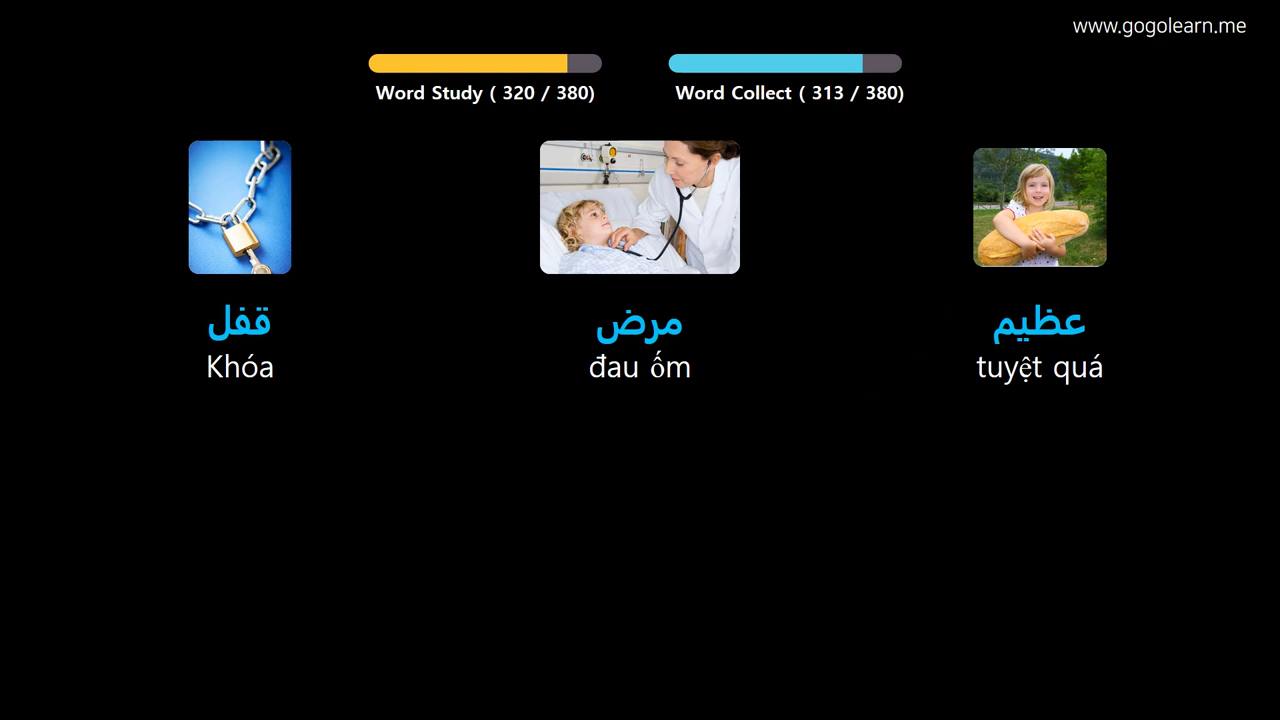 www.gogolearn.me
Word Study ( 320 / 380)
Word Collect ( 313 / 380)
قفل
Khóa
مرض
đau ốm
عظيم
tuyệt quá